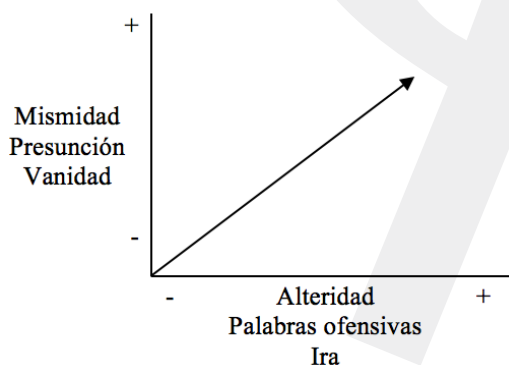 +
Mismidad
Presunción
Vanidad
-
- Alteridad +
Palabras ofensivas
Ira